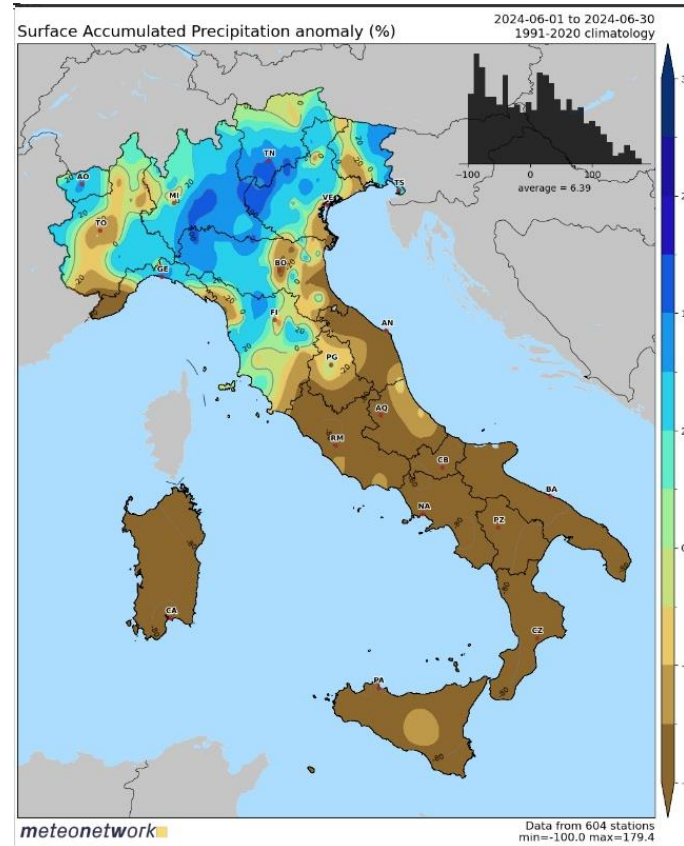 Surface Accumulated Precipitation anomaly (%)
2024-06-01 to 2024-06-30
1991-2020 climatology
-100 0 100
average = 6.39
TN
AO
MI
TS
VE
TO
BO
GE
FI
AN
PG
AQ
RM
CB
BA
NA
PZ
CA
CZ
PA
meteonetwork
Data from 604 stations
min=-100.0 max=179.4